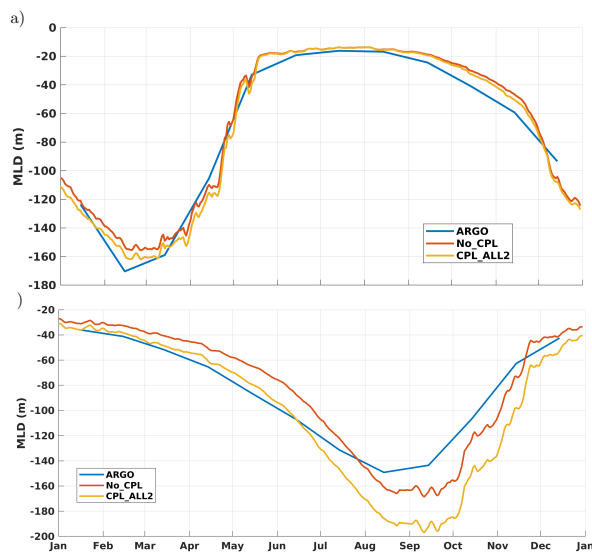 a)
0
-20
-40
-60
-80
-100
-120
-140
-160
-180
MLD (m)
ARGO
No_CPL
CPL_ALL2
)
-20
-40
-60
-80
-100
-120
-140
-160
-180
-200
MLD (m)
ARGO
No_CPL
CPL_ALL2
Jan Feb Mar Apr May Jun Jul Aug Sep Oct Nov Dec Jan